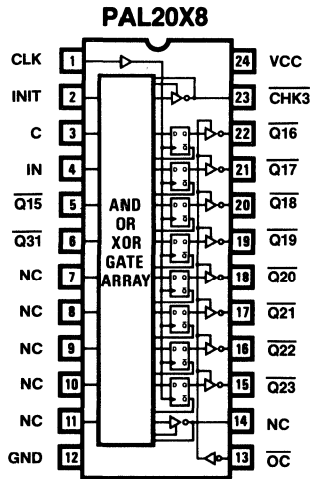 PAL20X8
CLK 1 24 VCC
INIT 2 23 CHK3
C 3 22 Q16
IN 4 21 Q17
Q15 5 20 Q18
Q31 6 19 Q19
NC 7 18 Q20
NC 8 17 Q21
NC 9 16 Q22
NC 10 15 Q23
NC 11 14 NC
GND 12 13 OC
AND
OR
XOR
GATE
ARRAY